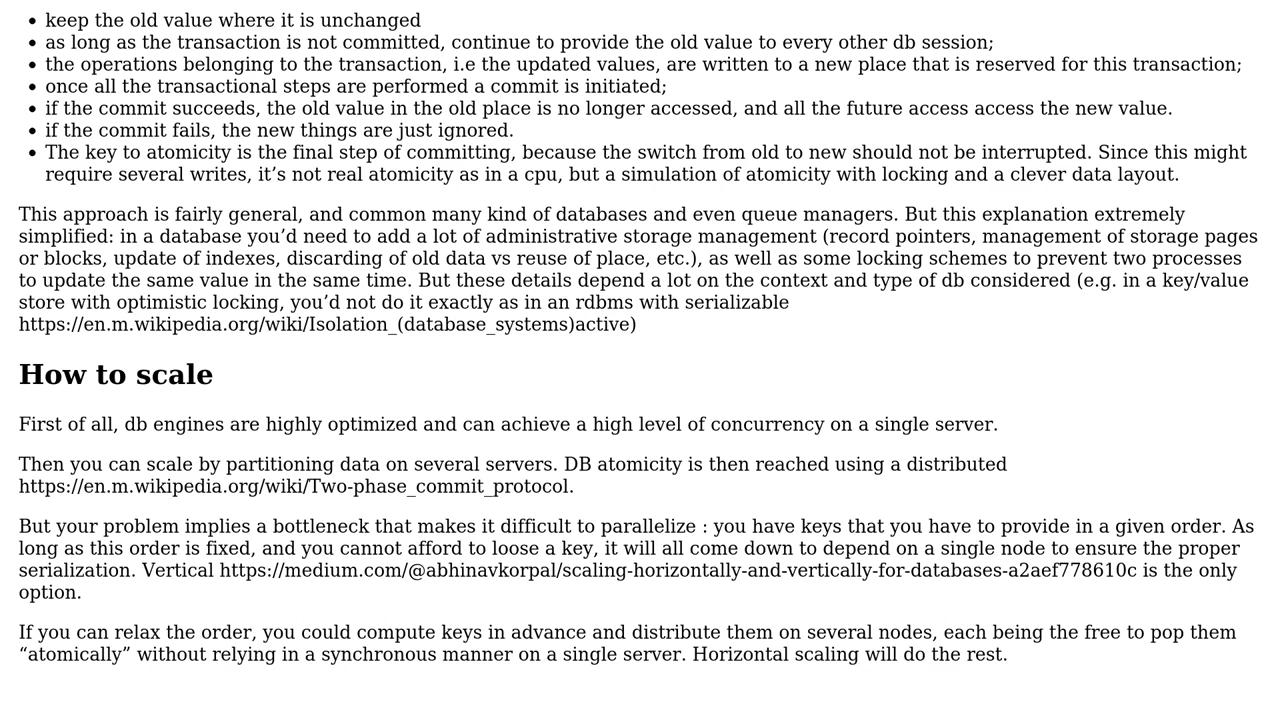 • keep the old value where it is unchanged
• as long as the transaction is not committed, continue to provide the old value to every other db session;
• the operations belonging to the transaction, i.e the updated values, are written to a new place that is reserved for this transaction;
• once all the transactional steps are performed a commit is initiated;
• if the commit succeeds, the old value in the old place is no longer accessed, and all the future access access the new value.
• if the commit fails, the new things are just ignored.
• The key to atomicity is the final step of committing, because the switch from old to new should not be interrupted. Since this might
require several writes, it’s not real atomicity as in a cpu, but a simulation of atomicity with locking and a clever data layout.
This approach is fairly general, and common many kind of databases and even queue managers. But this explanation extremely
simplified: in a database you’d need to add a lot of administrative storage management (record pointers, management of storage pages
or blocks, update of indexes, discarding of old data vs reuse of place, etc.), as well as some locking schemes to prevent two processes
to update the same value in the same time. But these details depend a lot on the context and type of db considered (e.g. in a key/value
store with optimistic locking, you’d not do it exactly as in an rdbms with serializable
https://en.m.wikipedia.org/wiki/Isolation_(database_systems)active)
How to scale
First of all, db engines are highly optimized and can achieve a high level of concurrency on a single server.
Then you can scale by partitioning data on several servers. DB atomicity is then reached using a distributed
https://en.m.wikipedia.org/wiki/Two-phase_commit_protocol.
But your problem implies a bottleneck that makes it difficult to parallelize : you have keys that you have to provide in a given order. As
long as this order is fixed, and you cannot afford to loose a key, it will all come down to depend on a single node to ensure the proper
serialization. Vertical https://medium.com/@abhinavkorpal/scaling-horizontally-and-vertically-for-databases-a2aef778610c is the only
option.
If you can relax the order, you could compute keys in advance and distribute them on several nodes, each being the free to pop them
“atomically” without relying in a synchronous manner on a single server. Horizontal scaling will do the rest.